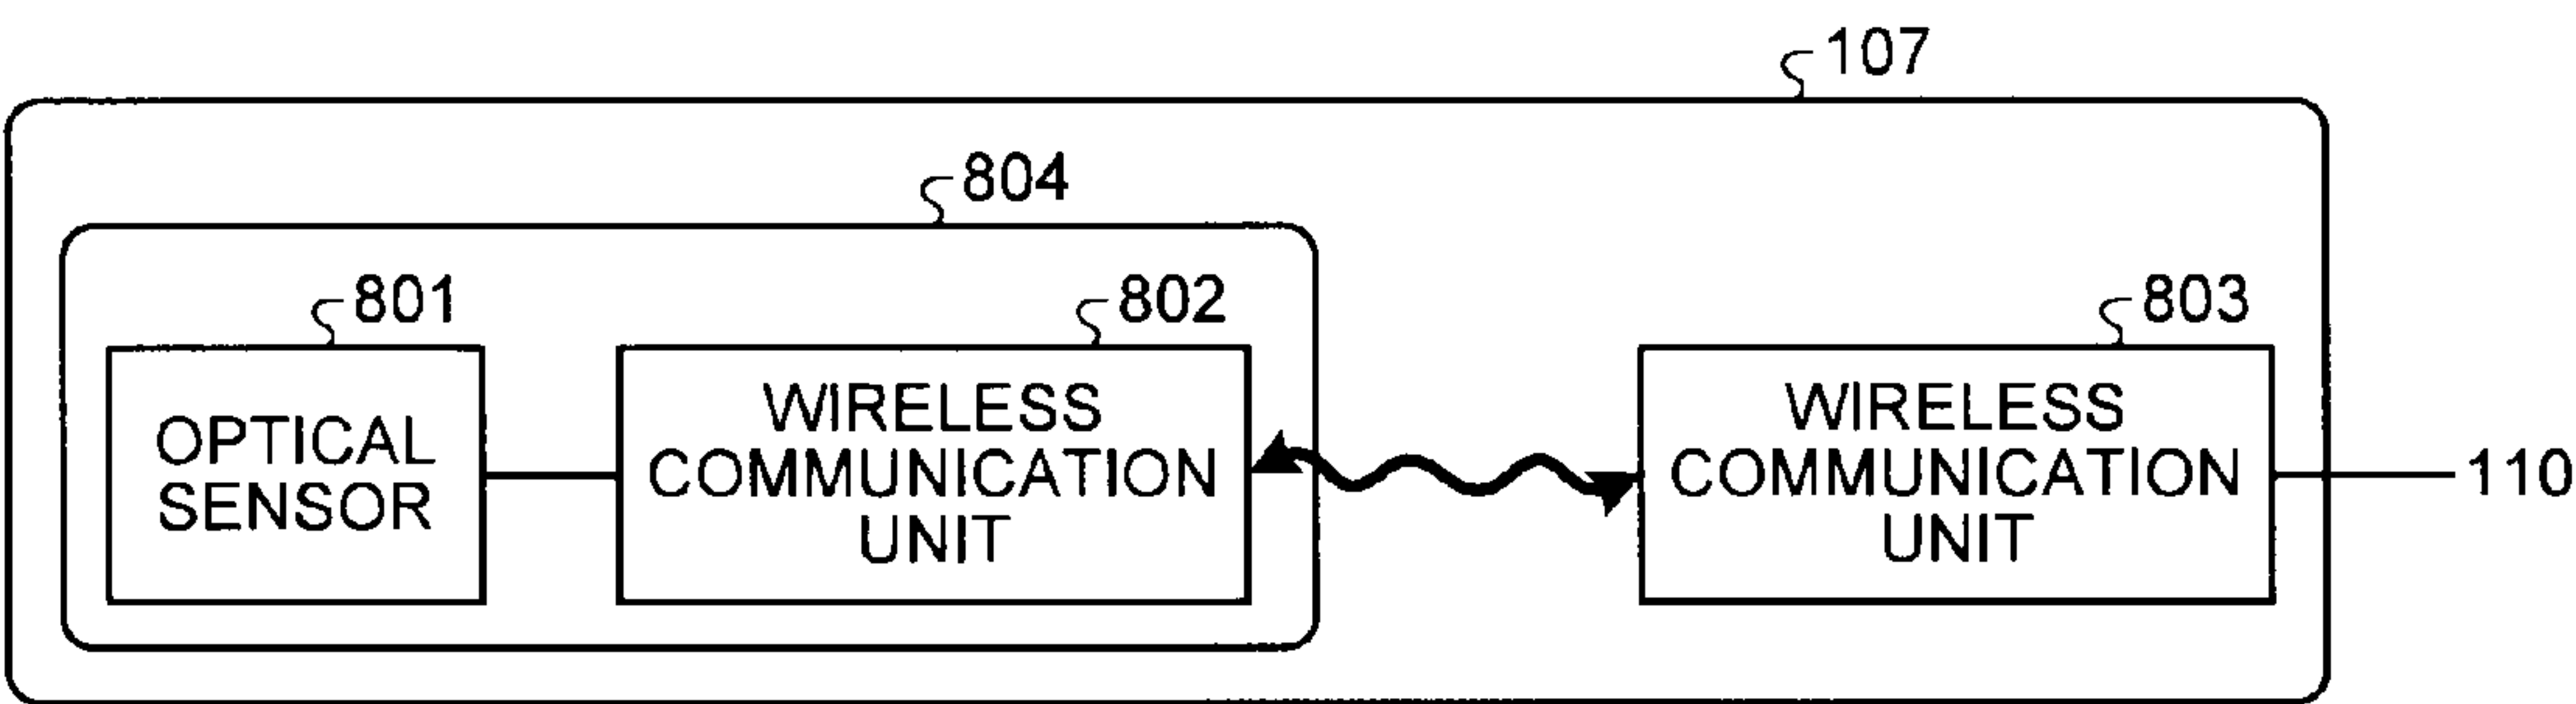 107
804
801
802
803
OPTICAL
SENSOR
WIRELESS
COMMUNICATION
UNIT
WIRELESS
COMMUNICATION
UNIT
110